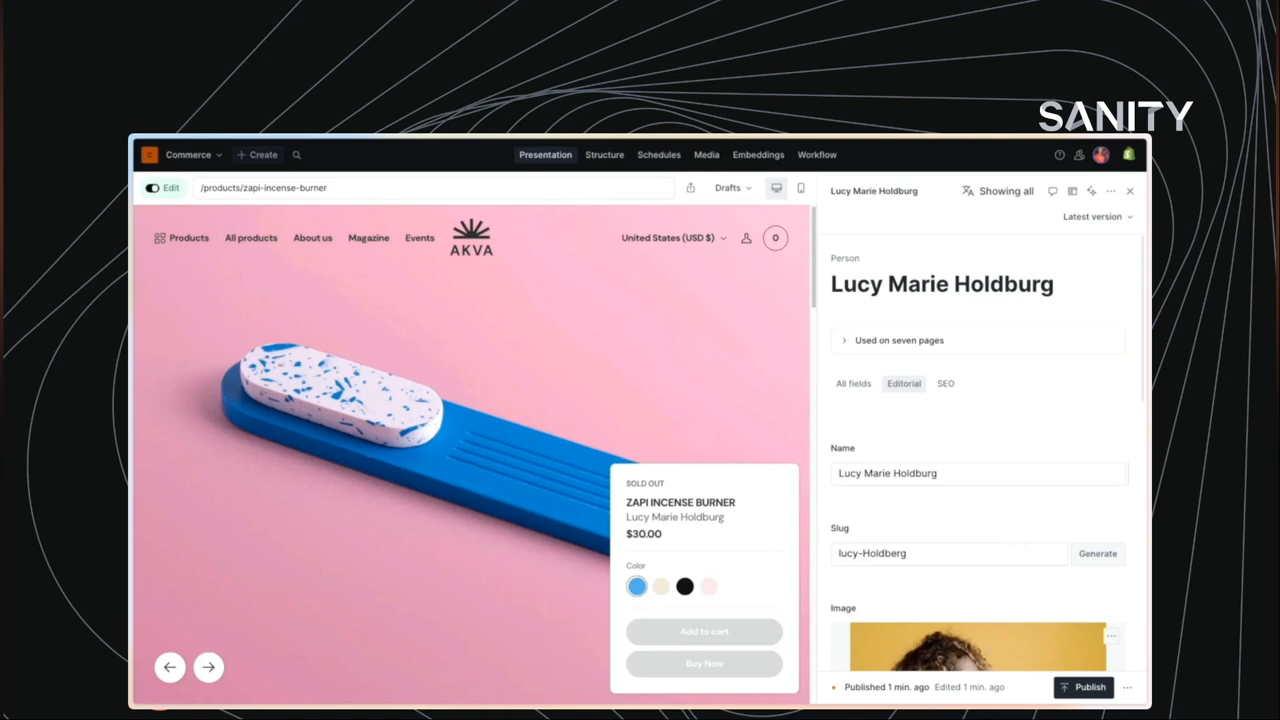 SANITY
C
Commerce
Create
Presentation
Structure
Schedules
Media
Embeddings
Workflow
Edit
/products/zapi-incense-burner
Drafts
Products
All products
About us
Magazine
Events
AKVA
United States (USD $)
0
SOLD OUT
ZAPI INCENSE BURNER
Lucy Marie Holdburg
$30.00
Color
Add to cart
Buy Now
Lucy Marie Holdburg
Showing all
Latest version
Person
Lucy Marie Holdburg
Used on seven pages
All fields
Editorial
SEO
Name
Lucy Marie Holdburg
Slug
lucy-Holdberg
Generate
Image
Published 1 min. ago
Edited 1 min. ago
Publish